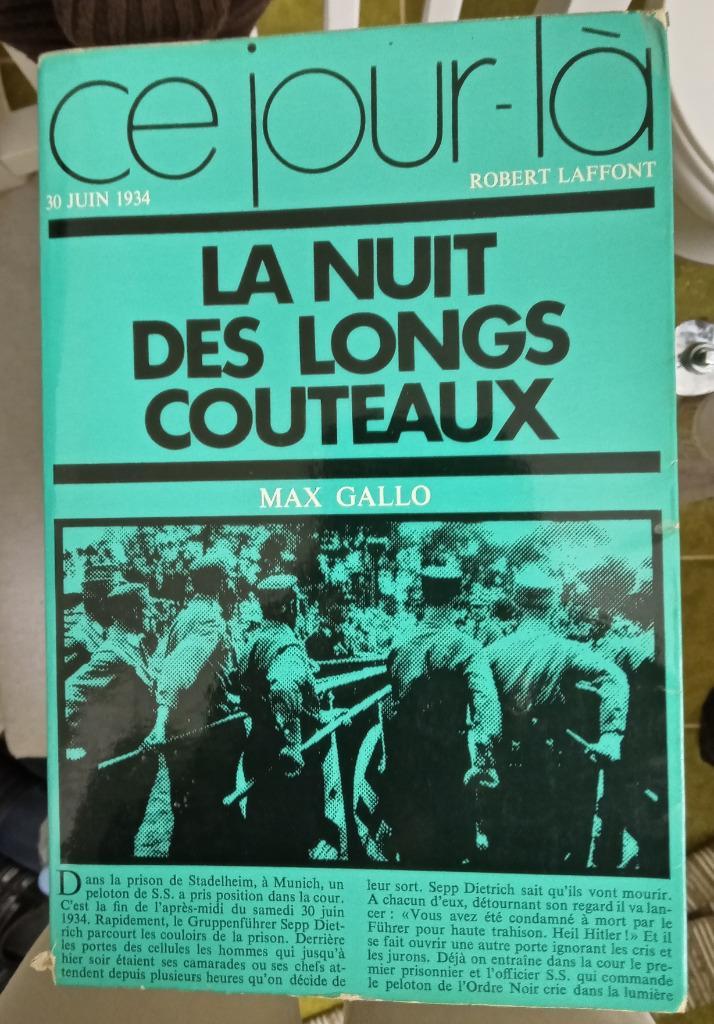 ce jour-là
30 JUIN 1934
ROBERT LAFFONT
LA NUIT
DES LONGS
COUTEAUX
MAX GALLO
Dans la prison de Stadelheim, à Munich, un
peloton de S.S. a pris position dans la cour.
C'est la fin de l'après-midi du samedi 30 juin
1934. Rapidement, le Gruppenführer Sepp Diet-
rich parcourt les couloirs de la prison. Derrière
les portes des cellules les hommes qui jusqu'à
hier soir étaient ses camarades ou ses chefs at-
tendent depuis plusieurs heures qu'on décide de
leur sort. Sepp Dietrich sait qu'ils vont mourir.
A chacun d'eux, détournant son regard il va lan-
cer : «Vous avez été condamné à mort par le
Führer pour haute trahison. Heil Hitler!» Et il
se fait ouvrir une autre porte ignorant les cris et
les jurons. Déjà on entraîne dans la cour le pre-
mier prisonnier et l'officier S.S. qui commande
le peloton de l'Ordre Noir crie dans la lumière